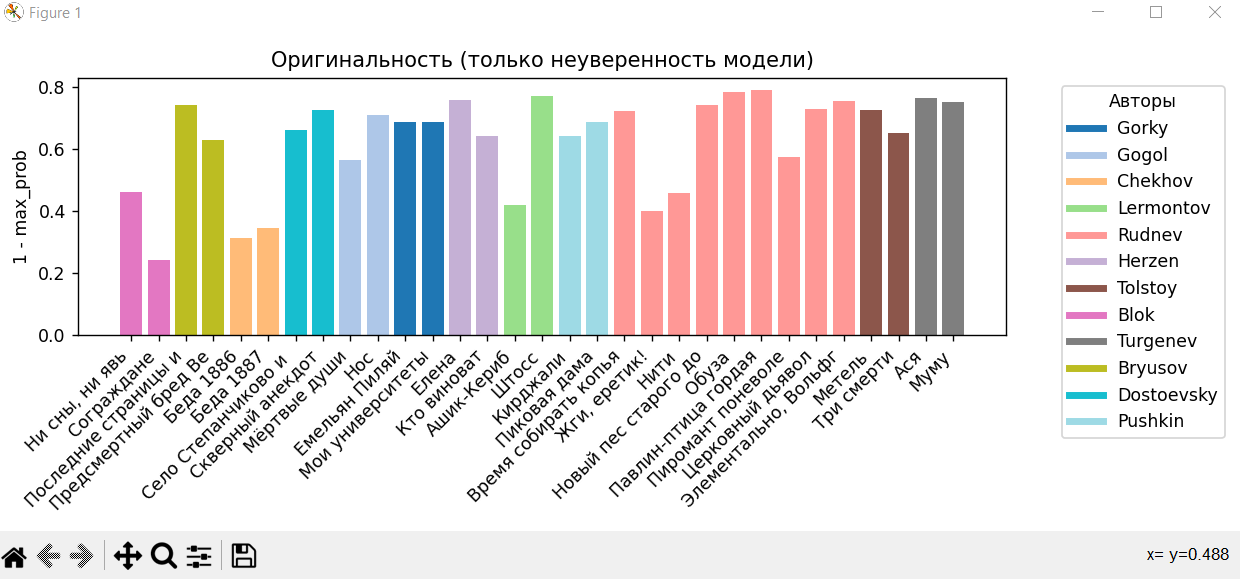 Figure 1
Оригинальность (только неуверенность модели)
1 - max_prob
0.8
0.6
0.4
0.2
0.0
Ни сны, ни явь
Сограждане
Последние страницы и
Предсмертный бред Ве
Беда 1886
Беда 1887
Село Степанчиково и
Скверный анекдот
Мёртвые души
Нос
Емельян Пиляй
Мои университеты
Елена
Кто виноват
Ашик-Кериб
Штосс
Кирджали
Пиковая дама
Время собирать копья
Жги, еретик!
Нити
Новый пес старого до
Обуза
Павлин-птица гордая
Пиромант поневоле
Церковный дьявол
Элементально, Вольфг
Метель
Три смерти
Ася
Муму
Авторы
Gorky
Gogol
Chekhov
Lermontov
Rudnev
Herzen
Tolstoy
Blok
Turgenev
Bryusov
Dostoevsky
Pushkin
x= y=0.488